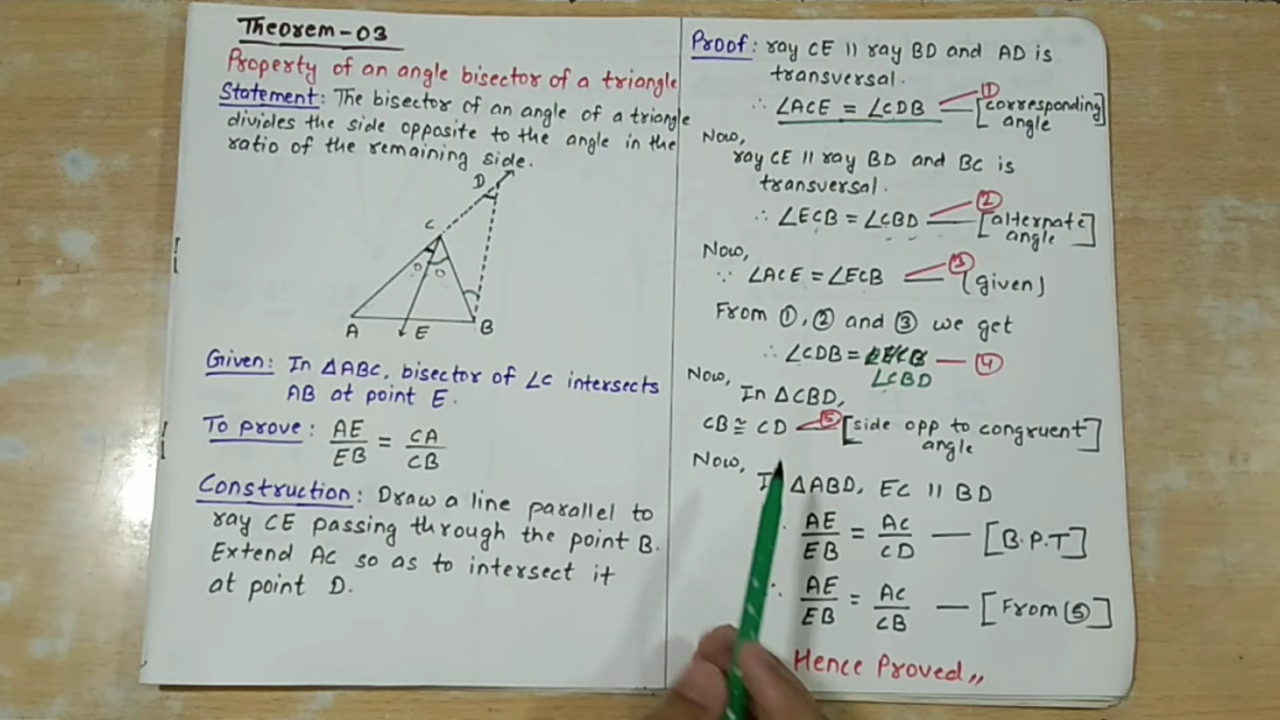 Theorem-03
Property of an angle bisector of a triangle
Statement: The bisector of an angle of a triangle
divides the side opposite to the angle in the
ratio of the remaining side.
D
C
A
E
B
Given: In △ABC, bisector of ∠C intersects
AB at point E.
To prove: AE/EB = CA/CB
Construction: Draw a line parallel to
ray CE passing through the point B.
Extend AC so as to intersect it
at point D.
Proof: ray CE || ray BD and AD is
transversal.
∴ ∠ACE = ∠CDB — ① [corresponding
angle]
Now,
ray CE || ray BD and BC is
transversal.
∴ ∠ECB = ∠CBD — ② [alternate
angle]
Now,
∵ ∠ACE = ∠ECB — ③ (given)
From ①, ② and ③ we get
∴ ∠CDB = — ④
∠CBD
Now,
In △CBD,
CB ≅ CD — ⑤ [side opp to congruent
angle]
Now,
△ABD, EC || BD
AE/EB = AC/CD — [B.P.T]
∴ AE/EB = AC/CB — [From ⑤]
Hence Proved,,